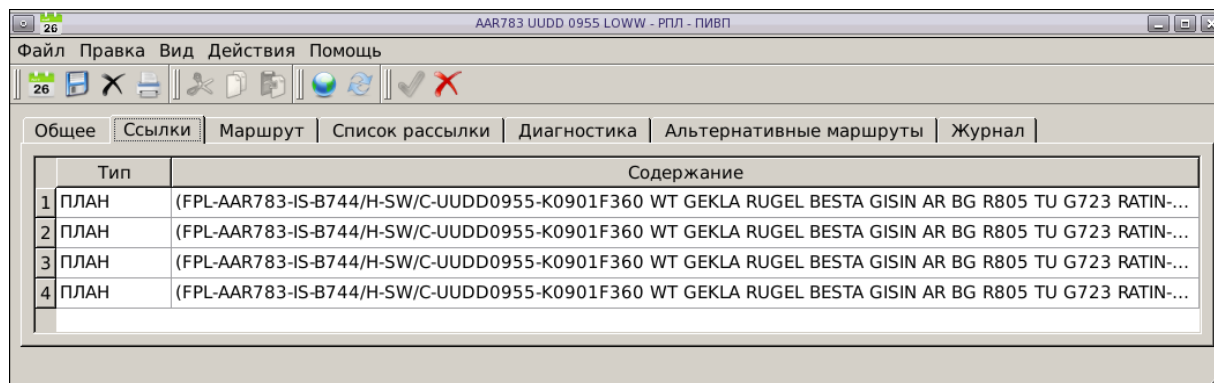 26 AAR783 UUDD 0955 LOWW - РПЛ - ПИВП
Файл Правка Вид Действия Помощь
26
Общее Ссылки Маршрут Список рассылки Диагностика Альтернативные маршруты Журнал
Тип Содержание
1 ПЛАН (FPL-AAR783-IS-B744/H-SW/C-UUDD0955-K0901F360 WT GEKLA RUGEL BESTA GISIN AR BG R805 TU G723 RATIN-...
2 ПЛАН (FPL-AAR783-IS-B744/H-SW/C-UUDD0955-K0901F360 WT GEKLA RUGEL BESTA GISIN AR BG R805 TU G723 RATIN-...
3 ПЛАН (FPL-AAR783-IS-B744/H-SW/C-UUDD0955-K0901F360 WT GEKLA RUGEL BESTA GISIN AR BG R805 TU G723 RATIN-...
4 ПЛАН (FPL-AAR783-IS-B744/H-SW/C-UUDD0955-K0901F360 WT GEKLA RUGEL BESTA GISIN AR BG R805 TU G723 RATIN-...